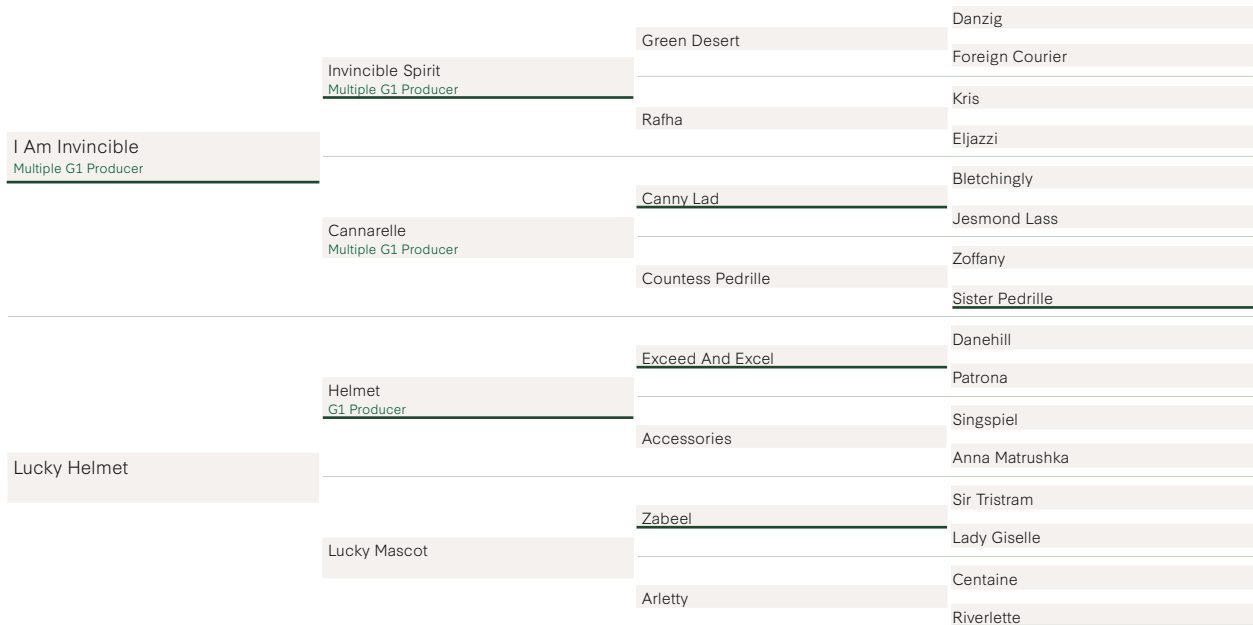 I Am Invincible
Multiple G1 Producer
Lucky Helmet
Invincible Spirit
Multiple G1 Producer
Cannarelle
Multiple G1 Producer
Helmet
G1 Producer
Lucky Mascot
Green Desert
Rafha
Canny Lad
Countess Pedrille
Exceed And Excel
Accessories
Zabeel
Arletty
Danzig
Foreign Courier
Kris
Eljazzi
Bletchingly
Jesmond Lass
Zoffany
Sister Pedrille
Danehill
Patrona
Singspiel
Anna Matrushka
Sir Tristram
Lady Giselle
Centaine
Riverlette